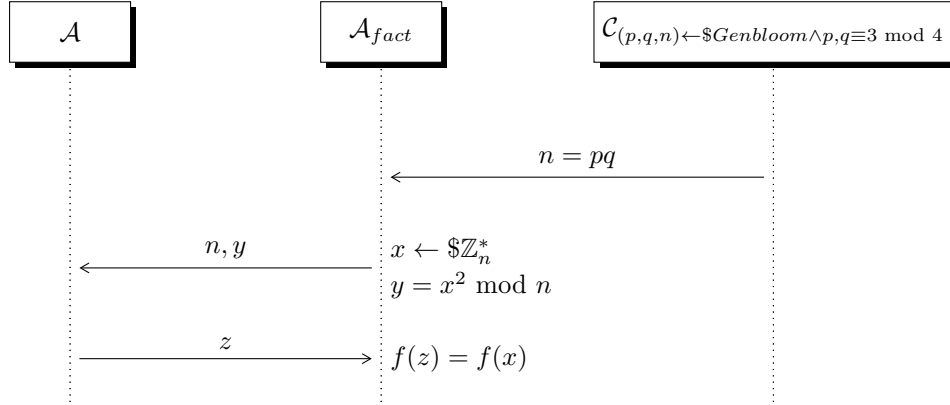 𝒜
𝒜_{fact}
𝒞_{(p,q,n)←$Genbloom∧p,q≡3 mod 4}
n = pq
n, y
x ← $ℤ_n^*
y = x^2 mod n
z
f(z) = f(x)